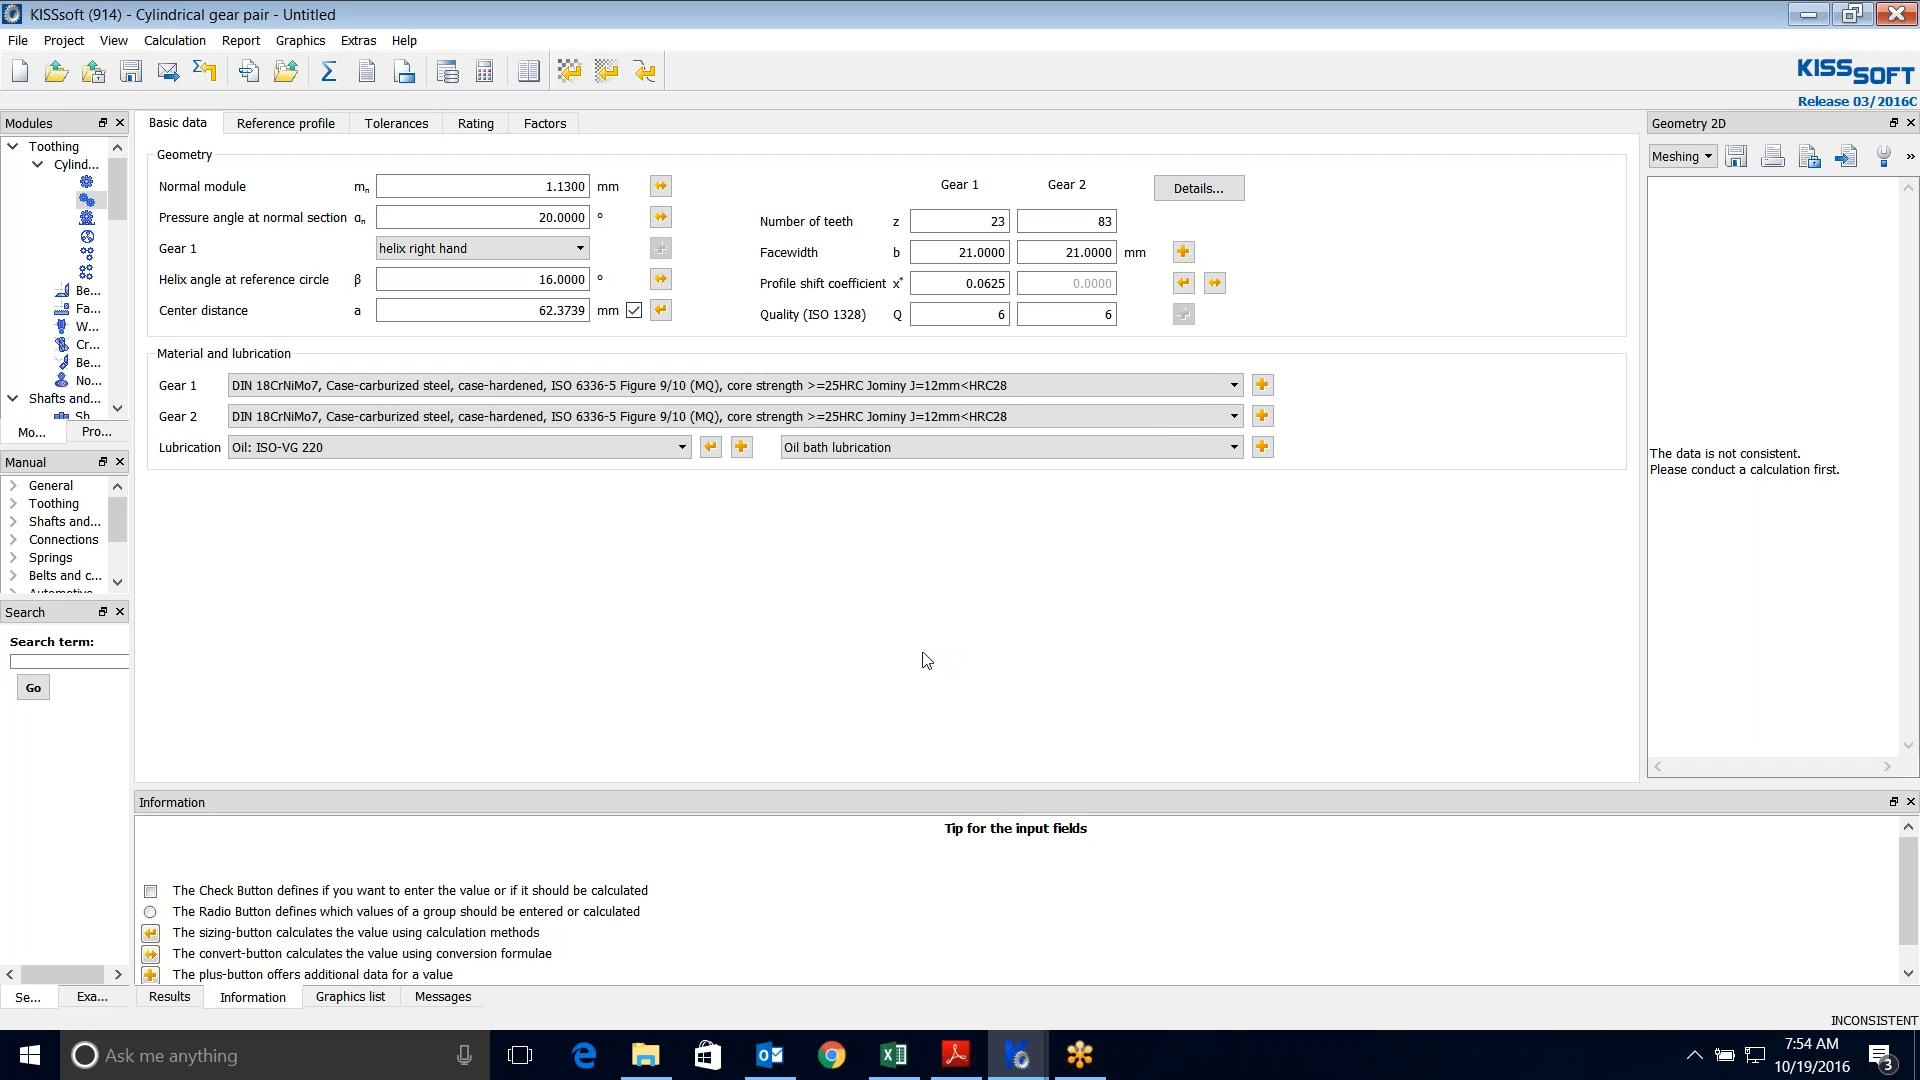 KISSsoft (914) - Cylindrical gear pair - Untitled
File Project View Calculation Report Graphics Extras Help
KISSSOFT
Release 03/2016C
Modules
Basic data Reference profile Tolerances Rating Factors
Geometry 2D
Toothing
Cylind...
Be...
Fa...
W...
Cr...
Be...
No...
Shafts and...
Sh
Mo... Pro...
Manual
General
Toothing
Shafts and...
Connections
Springs
Belts and c...
Automotive
Search
Search term:
Go
Se... Exa...
Geometry
Normal module mn 1.1300 mm
Pressure angle at normal section αn 20.0000 °
Gear 1 helix right hand
Helix angle at reference circle β 16.0000 °
Center distance a 62.3739 mm
Gear 1 Gear 2 Details...
Number of teeth z 23 83
Facewidth b 21.0000 21.0000 mm
Profile shift coefficient x* 0.0625 0.0000
Quality (ISO 1328) Q 6 6
Material and lubrication
Gear 1 DIN 18CrNiMo7, Case-carburized steel, case-hardened, ISO 6336-5 Figure 9/10 (MQ), core strength >=25HRC Jominy J=12mm<HRC28
Gear 2 DIN 18CrNiMo7, Case-carburized steel, case-hardened, ISO 6336-5 Figure 9/10 (MQ), core strength >=25HRC Jominy J=12mm<HRC28
Lubrication Oil: ISO-VG 220 Oil bath lubrication
Meshing »
The data is not consistent.
Please conduct a calculation first.
Information
Tip for the input fields
The Check Button defines if you want to enter the value or if it should be calculated
The Radio Button defines which values of a group should be entered or calculated
The sizing-button calculates the value using calculation methods
The convert-button calculates the value using conversion formulae
The plus-button offers additional data for a value
Results Information Graphics list Messages
INCONSISTENT
Ask me anything
7:54 AM
10/19/2016
3